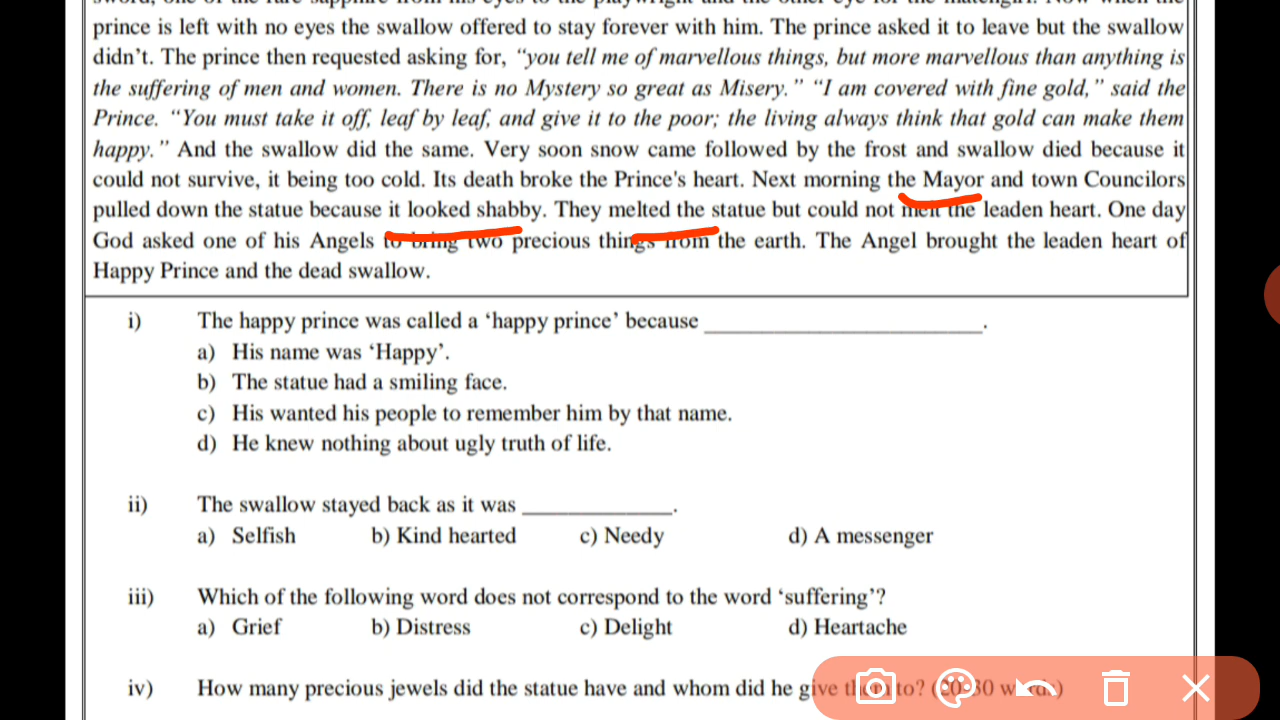 prince is left with no eyes the swallow offered to stay forever with him. The prince asked it to leave but the swallow
didn't. The prince then requested asking for, "you tell me of marvellous things, but more marvellous than anything is
the suffering of men and women. There is no Mystery so great as Misery." "I am covered with fine gold," said the
Prince. "You must take it off, leaf by leaf, and give it to the poor; the living always think that gold can make them
happy." And the swallow did the same. Very soon snow came followed by the frost and swallow died because it
could not survive, it being too cold. Its death broke the Prince's heart. Next morning the Mayor and town Councilors
pulled down the statue because it looked shabby. They melted the statue but could not melt the leaden heart. One day
God asked one of his Angels to bring two precious things from the earth. The Angel brought the leaden heart of
Happy Prince and the dead swallow.
i) The happy prince was called a 'happy prince' because ____________________.
a) His name was 'Happy'.
b) The statue had a smiling face.
c) His wanted his people to remember him by that name.
d) He knew nothing about ugly truth of life.
ii) The swallow stayed back as it was ____________.
a) Selfish b) Kind hearted c) Needy d) A messenger
iii) Which of the following word does not correspond to the word 'suffering'?
a) Grief b) Distress c) Delight d) Heartache
iv) How many precious jewels did the statue have and whom did he give them to?